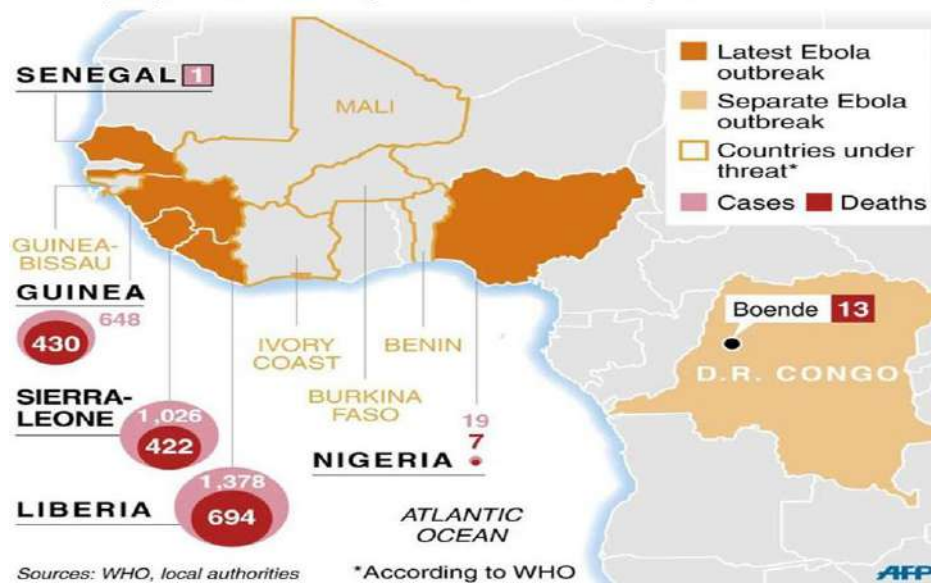 SENEGAL 1
MALI
Latest Ebola
outbreak
Separate Ebola
outbreak
Countries under
threat*
Cases Deaths
GUINEA-
BISSAU
GUINEA
648
430
IVORY
COAST
BENIN
BURKINA
FASO
Boende 13
D.R. CONGO
SIERRA-
LEONE
1,026
422
19
7
NIGERIA
LIBERIA
1,378
694
ATLANTIC
OCEAN
Sources: WHO, local authorities
*According to WHO
AFP